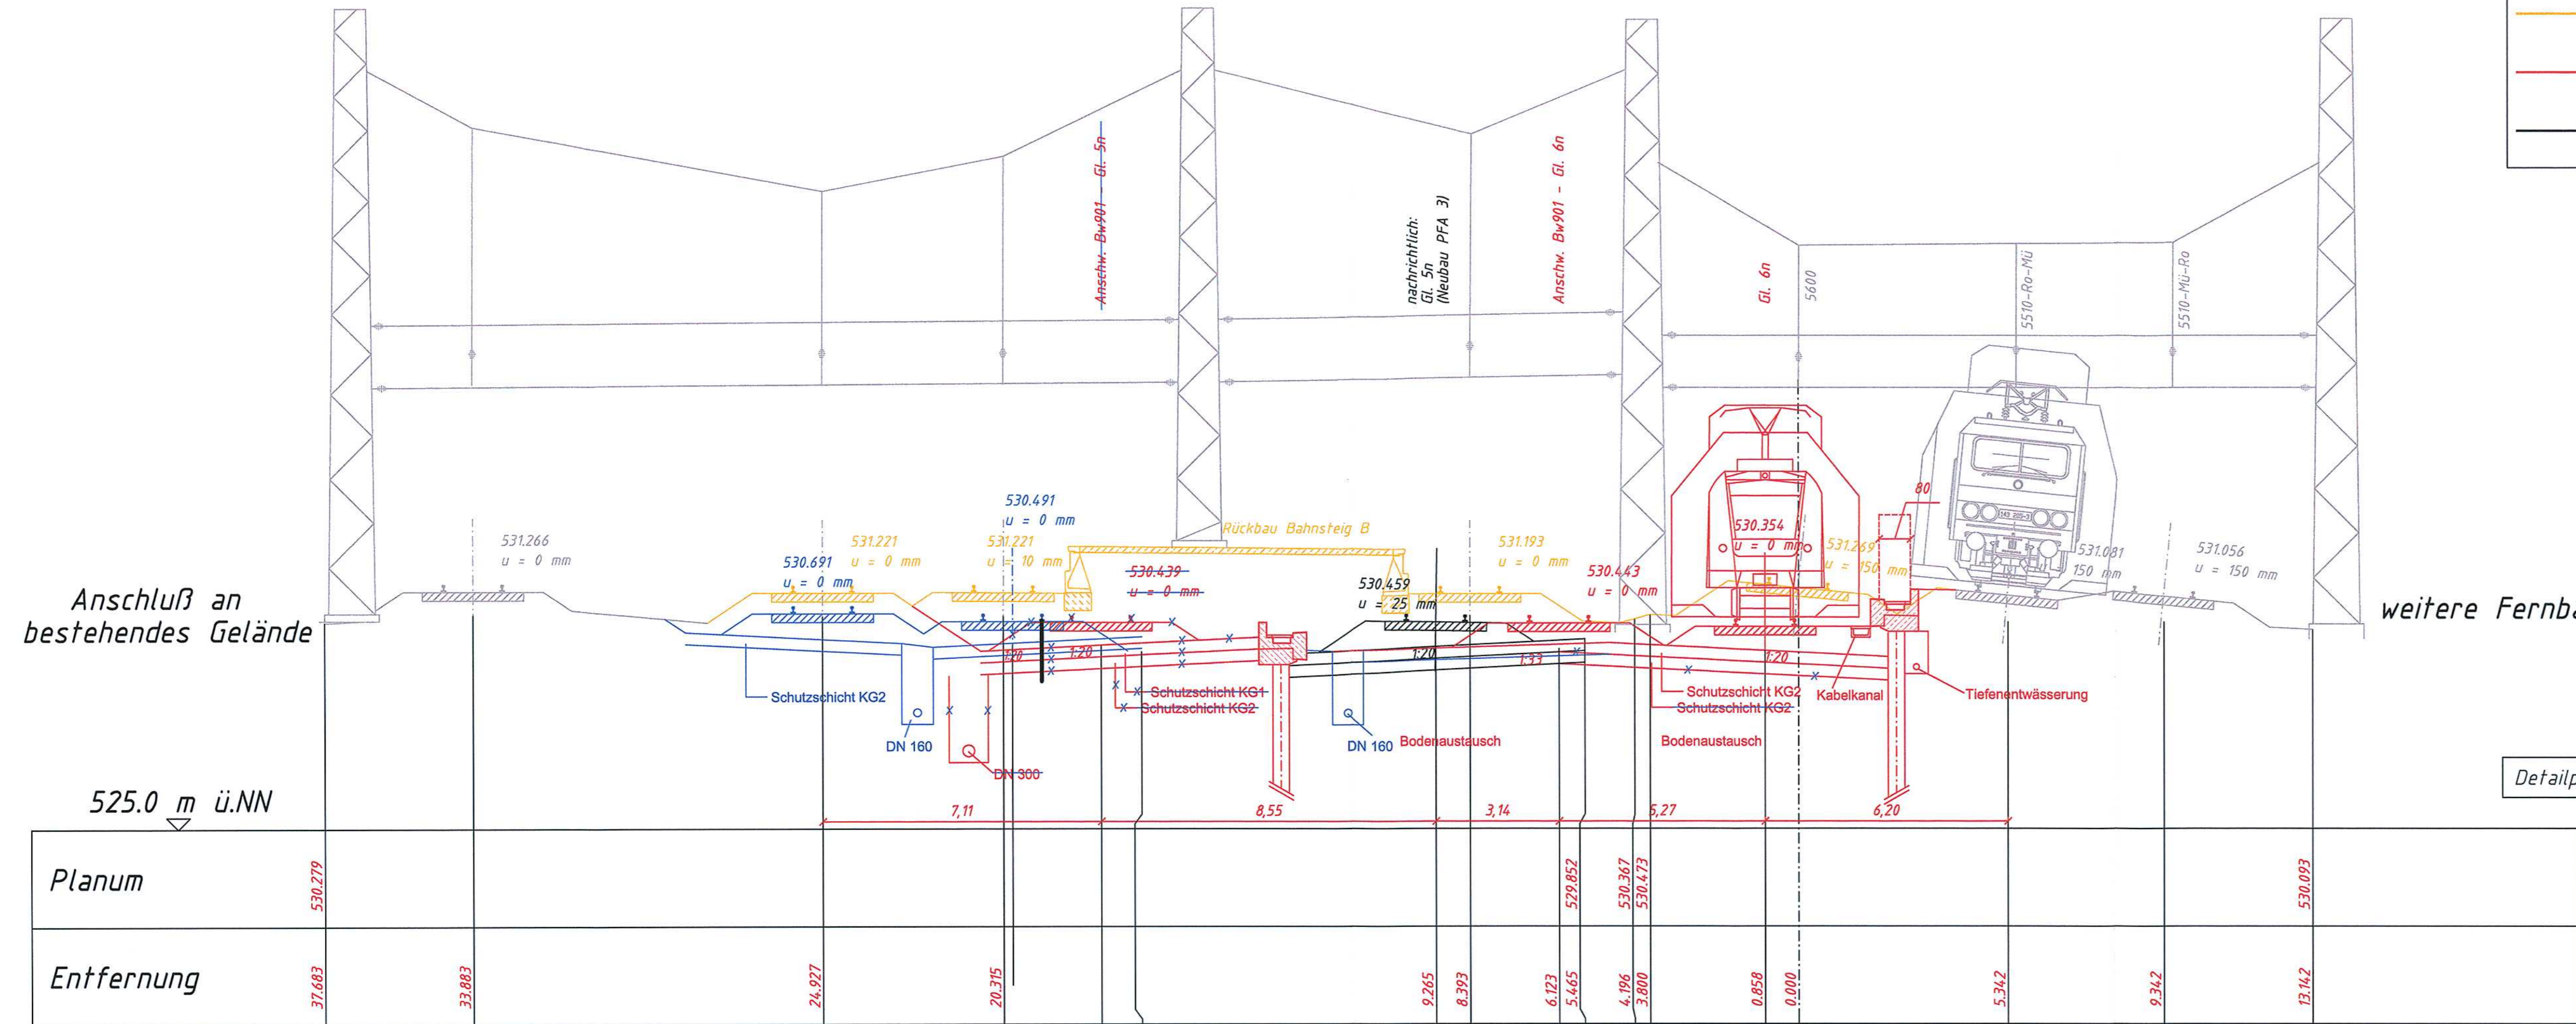 Anschw. Bw901 - Gl. 5n
nachrichtlich:
Gl. 5n
(Neubau PFA 3)
Anschw. Bw901 - Gl. 6n
Gl. 6n
5600
5510-Ro-Mü
5510-Mü-Ro
80
530.491
u = 0 mm
Rückbau Bahnsteig B
531.266
u = 0 mm
531.221
u = 0 mm
530.691
u = 0 mm
531.221
u = 10 mm
530.439
u = 0 mm
530.459
u = 25 mm
531.193
u = 0 mm
530.443
u = 0 mm
530.354
u = 0 mm
531.269
u = 150 mm
531.081
150 mm
531.056
u = 150 mm
Anschluß an
bestehendes Gelände
weitere Fernba
1:20
1:20
1:20
1:33
1:20
Schutzschicht KG2
Schutzschicht KG1
Schutzschicht KG2
Schutzschicht KG2
Schutzschicht KG2
Kabelkanal
Tiefenentwässerung
DN 160
DN 300
DN 160
Bodenaustausch
Bodenaustausch
Detailp
525.0 m ü.NN
7,11
8,55
3,14
5,27
6,20
Planum
530.279
529.852
530.367
530.473
530.093
Entfernung
37.683
33.883
24.927
20.315
9.265
8.393
6.123
5.465
4.196
3.800
0.858
0.000
5.342
9.342
13.142